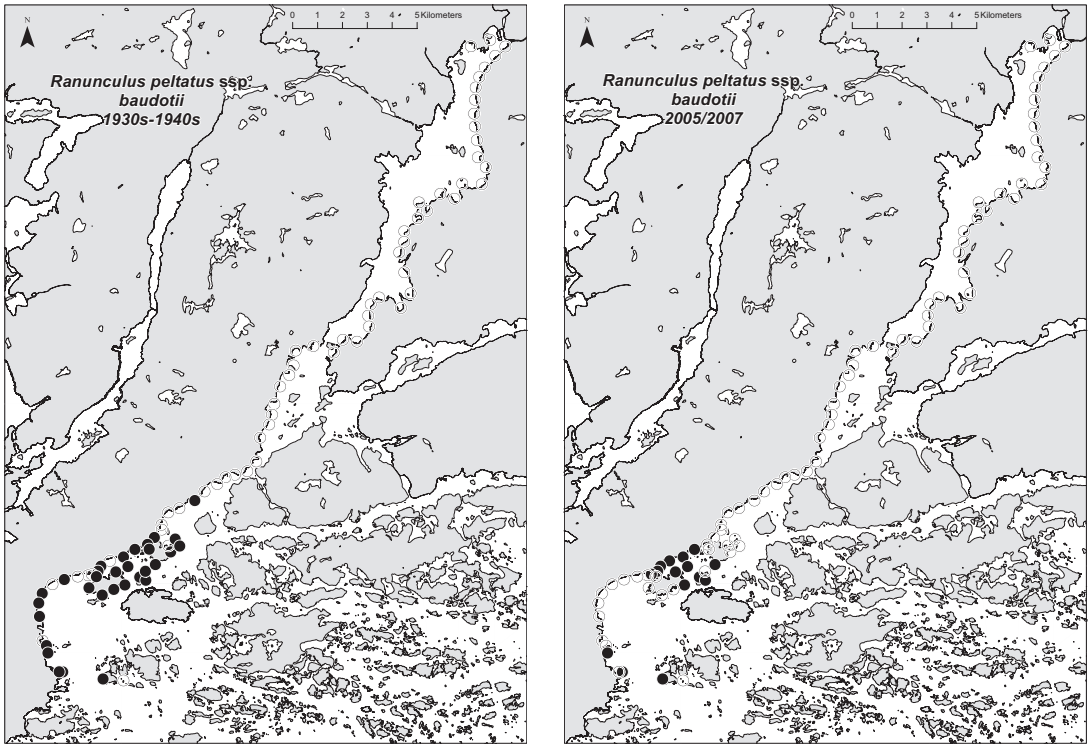 N
0 1 2 3 4 5 Kilometers
Ranunculus peltatus ssp.
baudotii
1930s-1940s
N
0 1 2 3 4 5 Kilometers
Ranunculus peltatus ssp.
baudotii
2005/2007